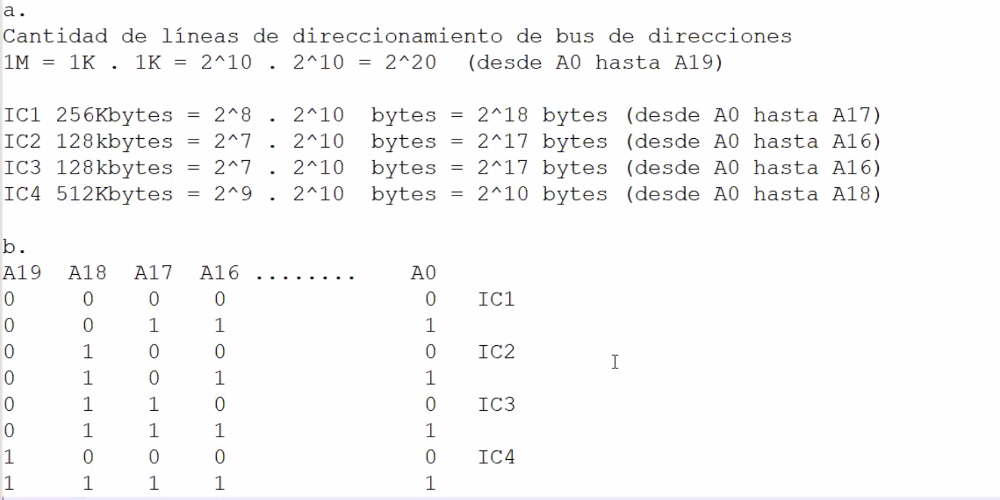 a.
Cantidad de líneas de direccionamiento de bus de direcciones
1M = 1K . 1K = 2^10 . 2^10 = 2^20  (desde A0 hasta A19)
IC1 256Kbytes = 2^8 . 2^10  bytes = 2^18 bytes (desde A0 hasta A17)
IC2 128kbytes = 2^7 . 2^10  bytes = 2^17 bytes (desde A0 hasta A16)
IC3 128kbytes = 2^7 . 2^10  bytes = 2^17 bytes (desde A0 hasta A16)
IC4 512Kbytes = 2^9 . 2^10  bytes = 2^10 bytes (desde A0 hasta A18)
b.
A19  A18  A17  A16 ........    A0
0     0    0    0               0   IC1
0     0    1    1               1
0     1    0    0               0   IC2
0     1    0    1               1
0     1    1    0               0   IC3
0     1    1    1               1
1     0    0    0               0   IC4
1     1    1    1               1